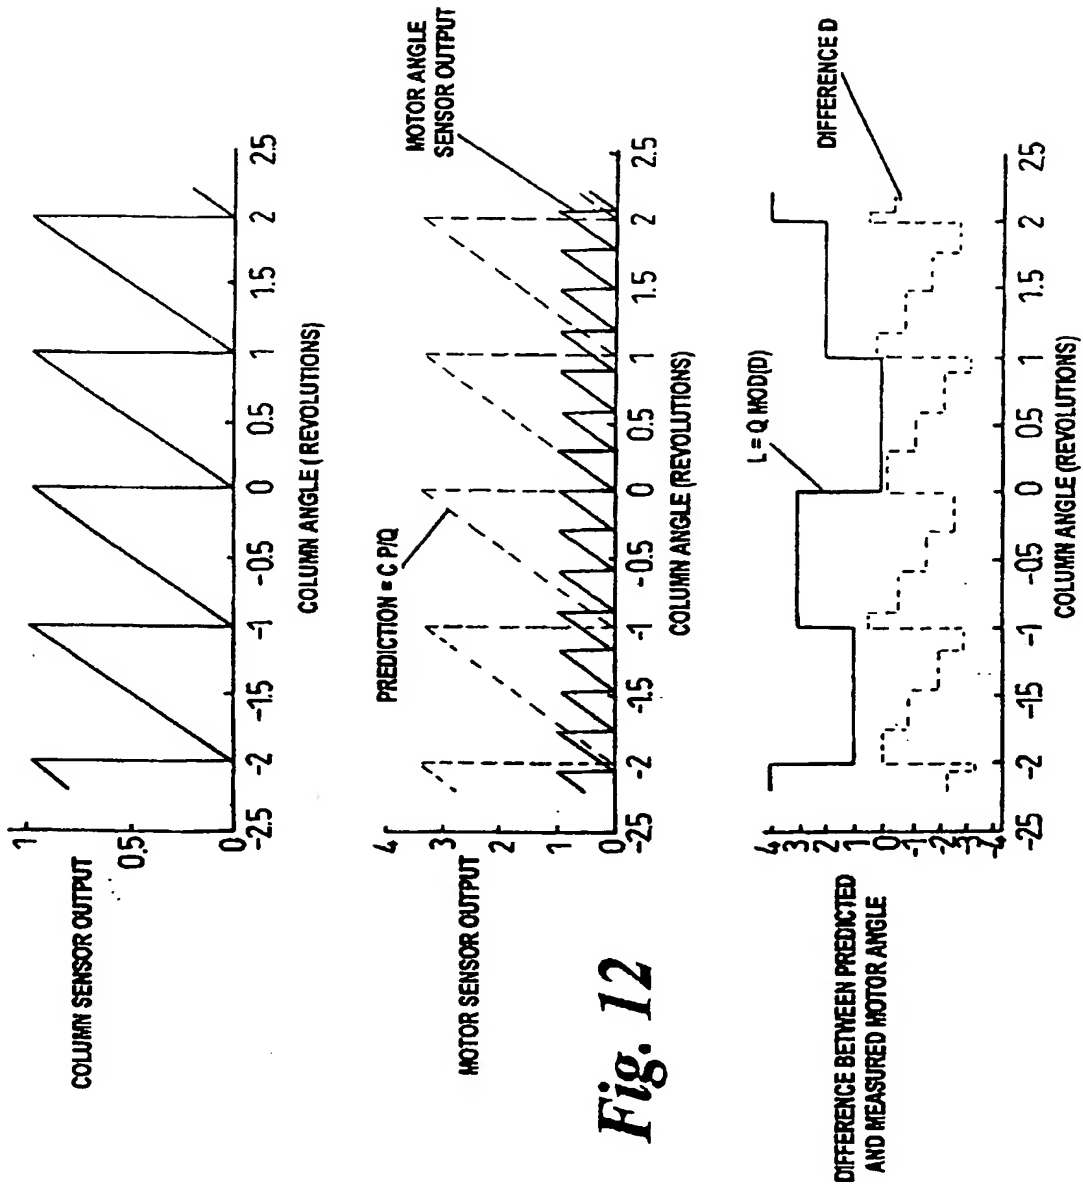 COLUMN SENSOR OUTPUT
1
0.5
0
-2.5 -2 -1.5 -1 -0.5 0 0.5 1 1.5 2 2.5
COLUMN ANGLE (REVOLUTIONS)
MOTOR SENSOR OUTPUT
4
3
2
1
0
PREDICTION = C P/Q
MOTOR ANGLE
SENSOR OUTPUT
-2.5 -2 -1.5 -1 -0.5 0 0.5 1 1.5 2 2.5
COLUMN ANGLE (REVOLUTIONS)
Fig. 12
DIFFERENCE BETWEEN PREDICTED
AND MEASURED MOTOR ANGLE
4
3
2
1
0
-1
-2
-3
-4
L = Q MOD(D)
DIFFERENCE D
-2.5 -2 -1.5 -1 -0.5 0 0.5 1 1.5 2 2.5
COLUMN ANGLE (REVOLUTIONS)